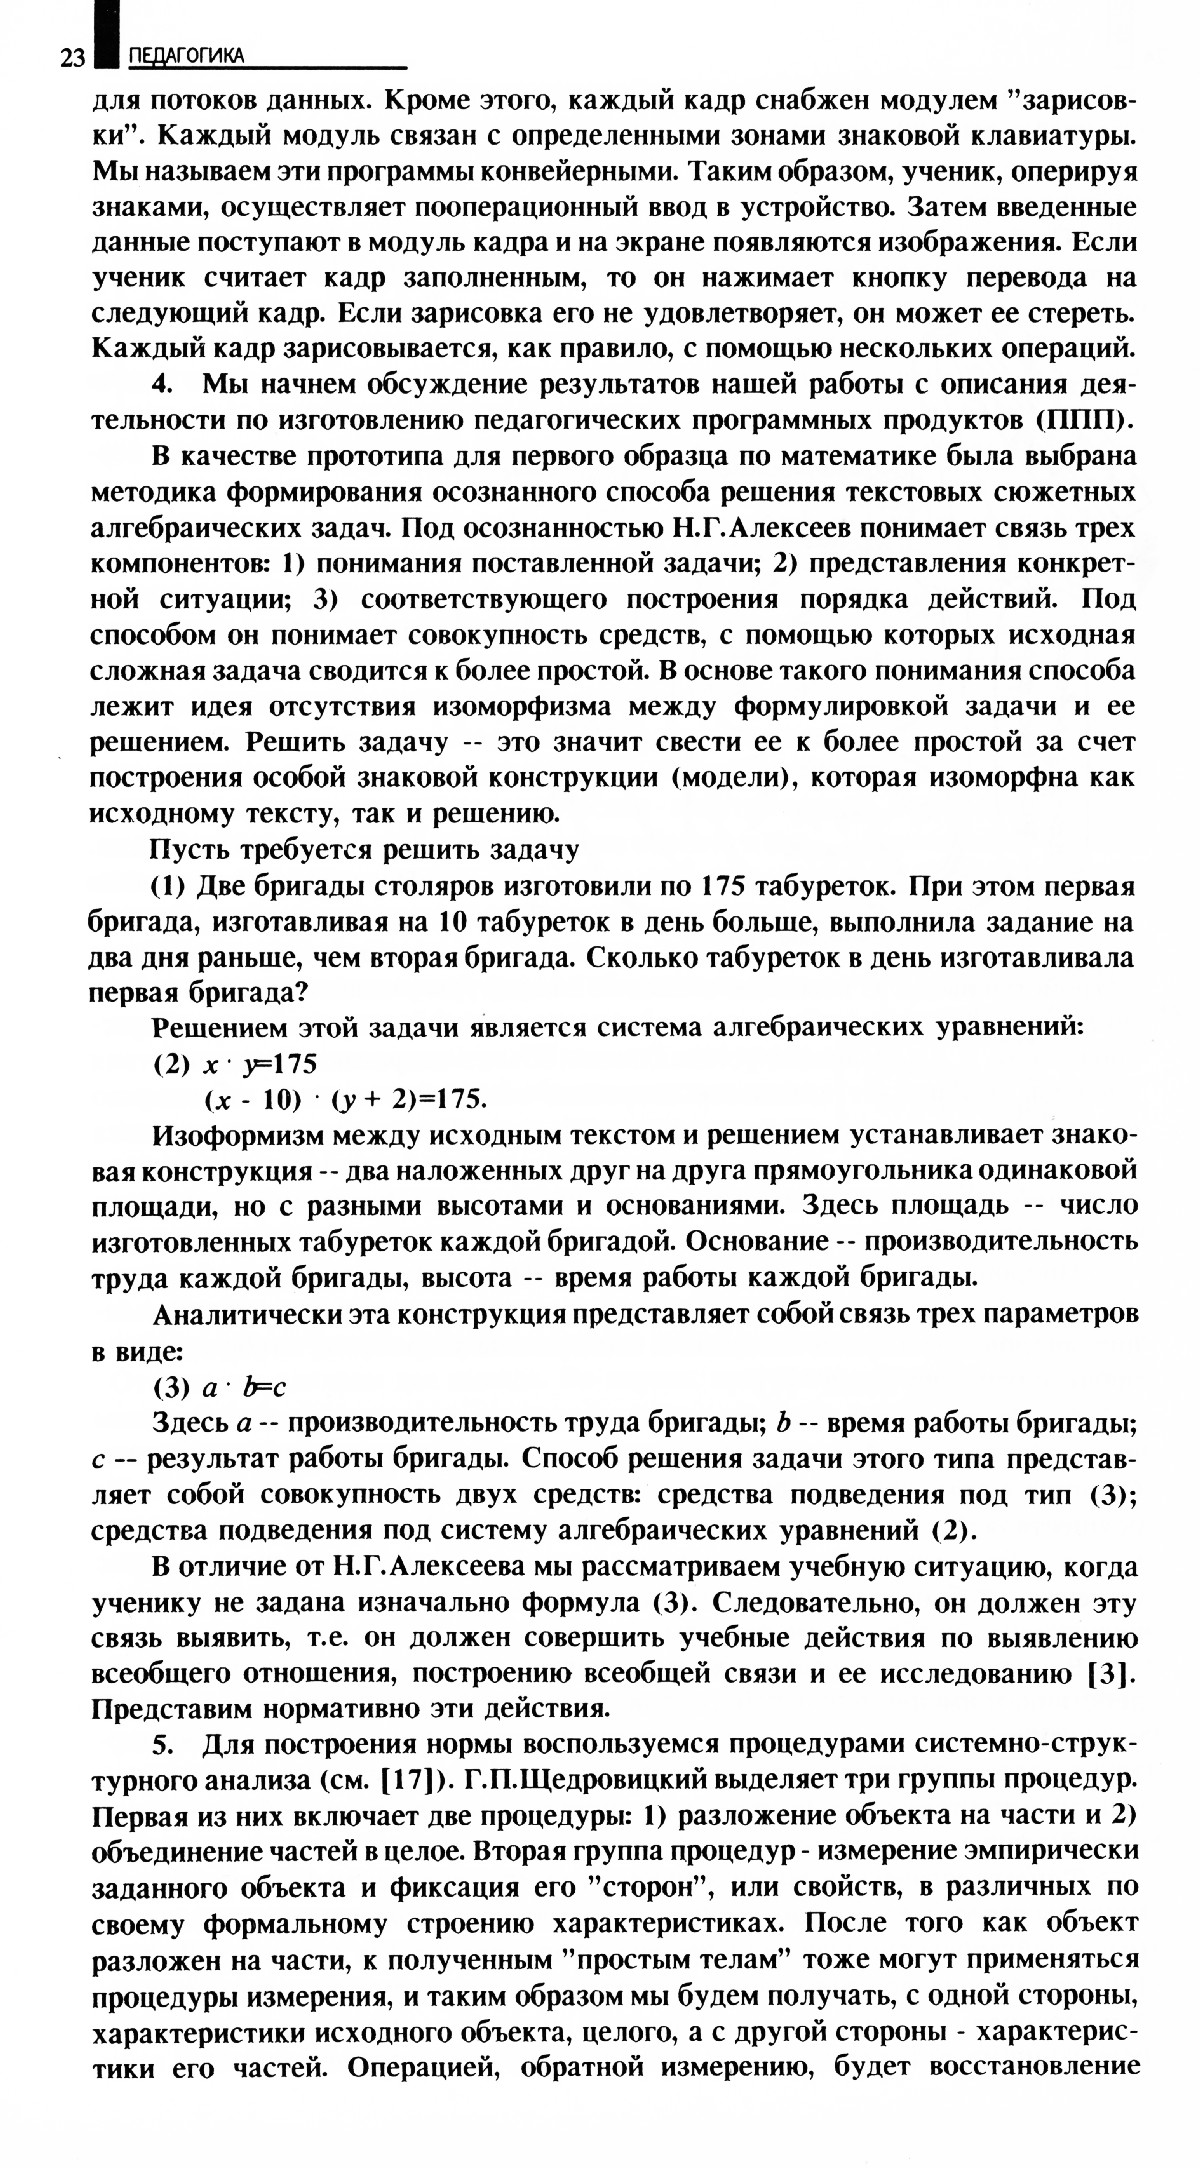 23 ПЕДАГОГИКА
для потоков данных. Кроме этого, каждый кадр снабжен модулем ”зарисов-
ки”. Каждый модуль связан с определенными зонами знаковой клавиатуры.
Мы называем эти программы конвейерными. Таким образом, ученик, оперируя
знаками, осуществляет пооперационный ввод в устройство. Затем введенные
данные поступают в модуль кадра и на экране появляются изображения. Если
ученик считает кадр заполненным, то он нажимает кнопку перевода на
следующий кадр. Если зарисовка его не удовлетворяет, он может ее стереть.
Каждый кадр зарисовывается, как правило, с помощью нескольких операций.
4. Мы начнем обсуждение результатов нашей работы с описания дея-
тельности по изготовлению педагогических программных продуктов (ППП).
В качестве прототипа для первого образца по математике была выбрана
методика формирования осознанного способа решения текстовых сюжетных
алгебраических задач. Под осознанностью Н.Г.Алексеев понимает связь трех
компонентов: 1) понимания поставленной задачи; 2) представления конкрет-
ной ситуации; 3) соответствующего построения порядка действий. Под
способом он понимает совокупность средств, с помощью которых исходная
сложная задача сводится к более простой. В основе такого понимания способа
лежит идея отсутствия изоморфизма между формулировкой задачи и ее
решением. Решить задачу -- это значит свести ее к более простой за счет
построения особой знаковой конструкции (модели), которая изоморфна как
исходному тексту, так и решению.
Пусть требуется решить задачу
(1) Две бригады столяров изготовили по 175 табуреток. При этом первая
бригада, изготавливая на 10 табуреток в день больше, выполнила задание на
два дня раньше, чем вторая бригада. Сколько табуреток в день изготавливала
первая бригада?
Решением этой задачи является система алгебраических уравнений:
(2) x · y=175
(x - 10) · (y + 2)=175.
Изоформизм между исходным текстом и решением устанавливает знако-
вая конструкция -- два наложенных друг на друга прямоугольника одинаковой
площади, но с разными высотами и основаниями. Здесь площадь -- число
изготовленных табуреток каждой бригадой. Основание -- производительность
труда каждой бригады, высота -- время работы каждой бригады.
Аналитически эта конструкция представляет собой связь трех параметров
в виде:
(3) a · b=c
Здесь a -- производительность труда бригады; b -- время работы бригады;
c -- результат работы бригады. Способ решения задачи этого типа представ-
ляет собой совокупность двух средств: средства подведения под тип (3);
средства подведения под систему алгебраических уравнений (2).
В отличие от Н.Г.Алексеева мы рассматриваем учебную ситуацию, когда
ученику не задана изначально формула (3). Следовательно, он должен эту
связь выявить, т.е. он должен совершить учебные действия по выявлению
всеобщего отношения, построению всеобщей связи и ее исследованию [3].
Представим нормативно эти действия.
5. Для построения нормы воспользуемся процедурами системно-струк-
турного анализа (см. [17]). Г.П.Щедровицкий выделяет три группы процедур.
Первая из них включает две процедуры: 1) разложение объекта на части и 2)
объединение частей в целое. Вторая группа процедур - измерение эмпирически
заданного объекта и фиксация его ”сторон”, или свойств, в различных по
своему формальному строению характеристиках. После того как объект
разложен на части, к полученным ”простым телам” тоже могут применяться
процедуры измерения, и таким образом мы будем получать, с одной стороны,
характеристики исходного объекта, целого, а с другой стороны - характерис-
тики его частей. Операцией, обратной измерению, будет восстановление